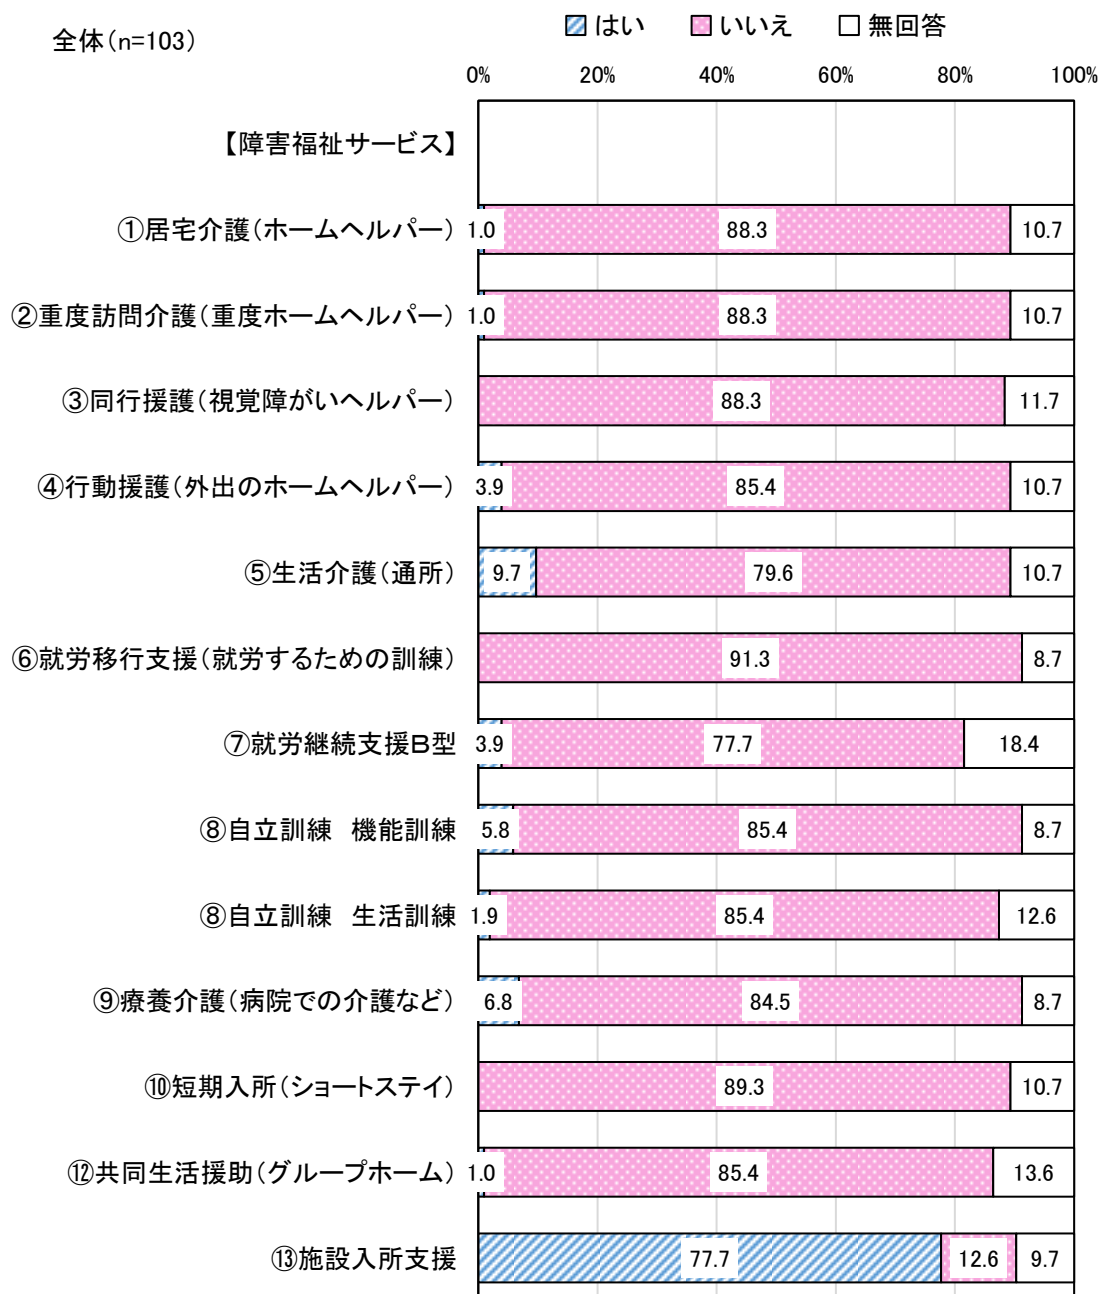 全体(n=103)
はい いいえ 無回答
0% 20% 40% 60% 80% 100%
【障害福祉サービス】
①居宅介護(ホームヘルパー) 1.0 88.3 10.7
②重度訪問介護(重度ホームヘルパー) 1.0 88.3 10.7
③同行援護(視覚障がいヘルパー) 88.3 11.7
④行動援護(外出のホームヘルパー) 3.9 85.4 10.7
⑤生活介護(通所) 9.7 79.6 10.7
⑥就労移行支援(就労するための訓練) 91.3 8.7
⑦就労継続支援B型 3.9 77.7 18.4
⑧自立訓練　機能訓練 5.8 85.4 8.7
⑧自立訓練　生活訓練 1.9 85.4 12.6
⑨療養介護(病院での介護など) 6.8 84.5 8.7
⑩短期入所(ショートステイ) 89.3 10.7
⑫共同生活援助(グループホーム) 1.0 85.4 13.6
⑬施設入所支援 77.7 12.6 9.7